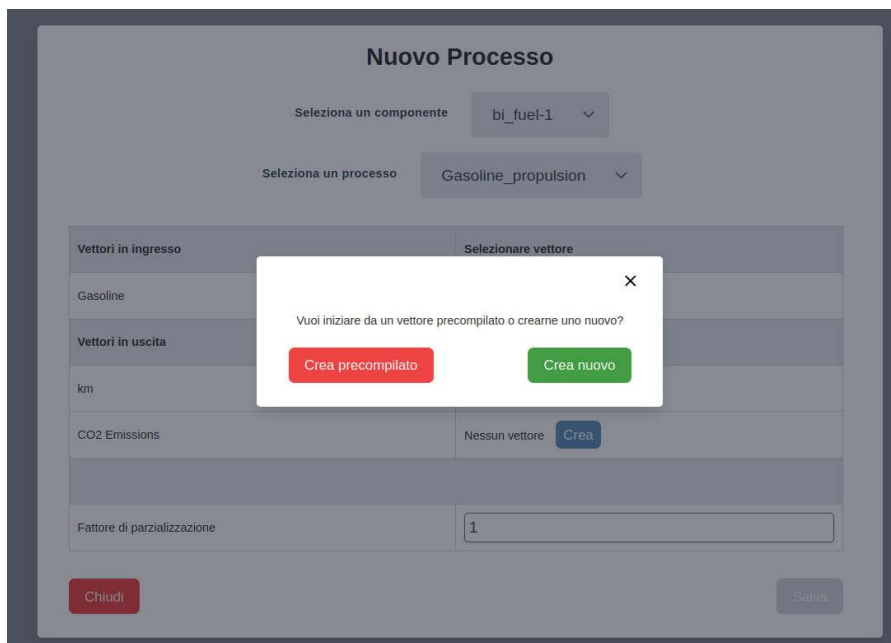 Nuovo Processo
Seleziona un componente bi_fuel-1
Seleziona un processo Gasoline_propulsion
Vettori in ingresso Selezionare vettore
Gasoline
Vuoi iniziare da un vettore precompilato o crearne uno nuovo?
Vettori in uscita
Crea precompilato Crea nuovo
km
CO2 Emissions Nessun vettore Crea
Fattore di parzializzazione 1
Chiudi Salva